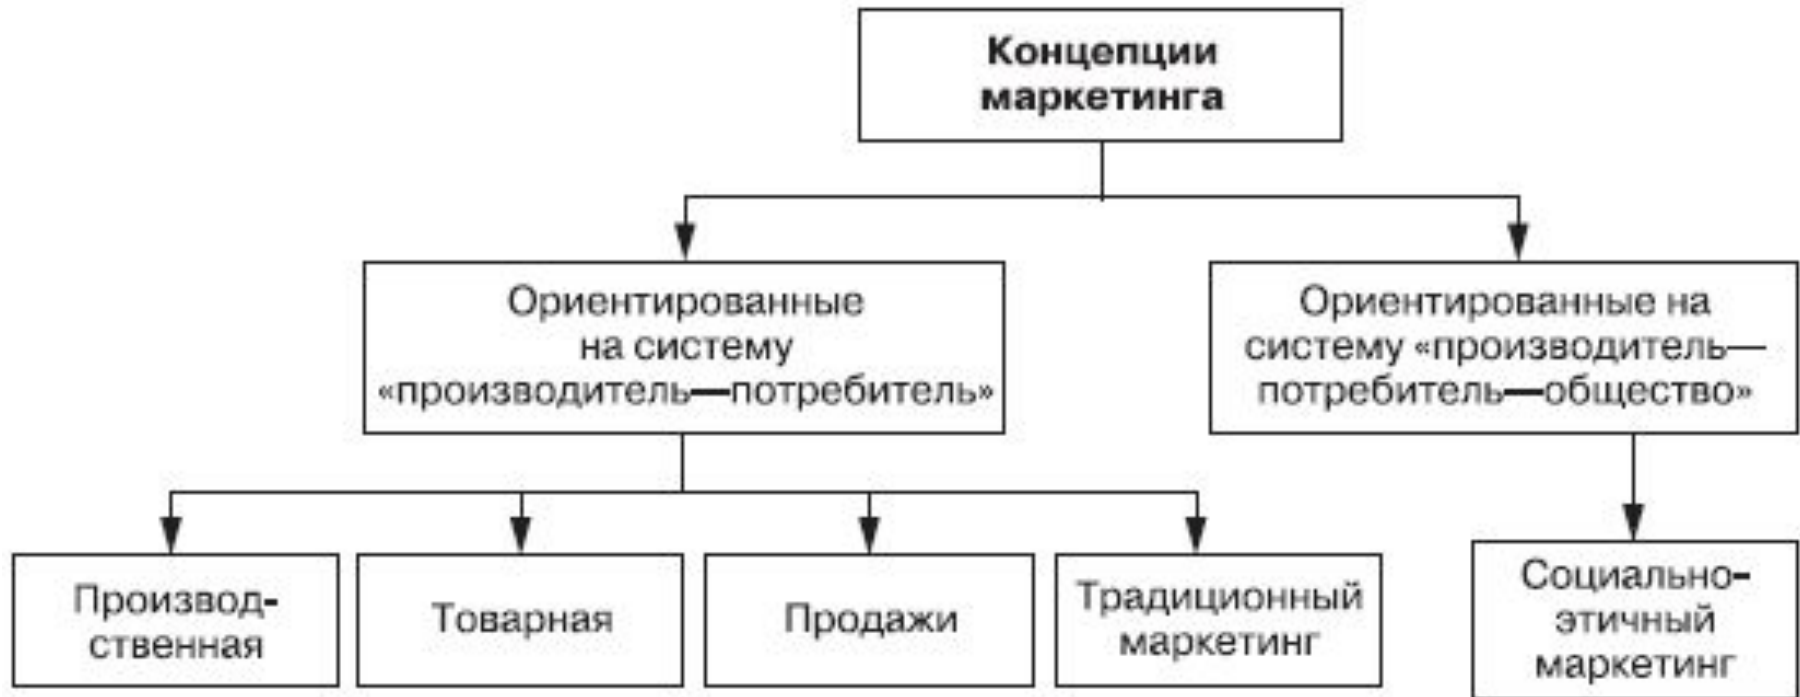 Концепции
маркетинга
Ориентированные
на систему
«производитель—потребитель»
Ориентированные на
систему «производитель—
потребитель—общество»
Производ-
ственная
Товарная
Продажи
Традиционный
маркетинг
Социально-
этичный
маркетинг